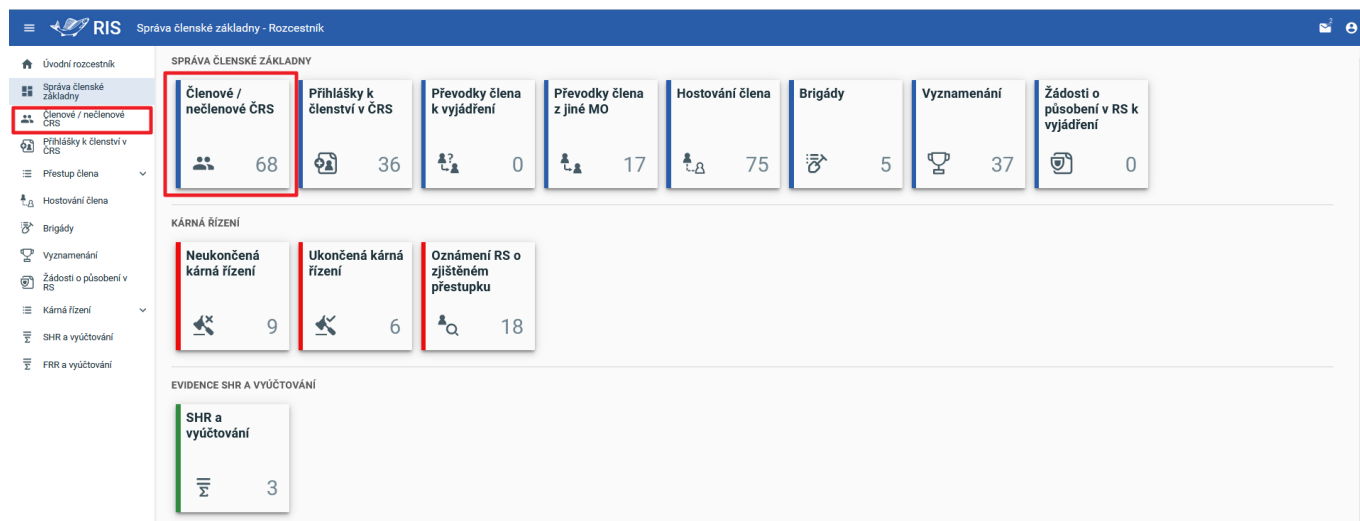 RIS Správa členské základny - Rozcestník
2
Úvodní rozcestník
Správa členské
základny
Členové / nečlenové
ČRS
Přihlášky k členství v
ČRS
Přestup člena
Hostování člena
Brigády
Vyznamenání
Žádosti o působení v
RS
Kárná řízení
SHR a vyúčtování
FRR a vyúčtování
SPRÁVA ČLENSKÉ ZÁKLADNY
Členové /
nečlenové ČRS
68
Přihlášky k
členství v ČRS
36
Převodky člena
k vyjádření
0
Převodky člena
z jiné MO
17
Hostování člena
75
Brigády
5
Vyznamenání
37
Žádosti o
působení v RS k
vyjádření
0
KÁRNÁ ŘÍZENÍ
Neukončená
kárná řízení
9
Ukončená kárná
řízení
6
Oznámení RS o
zjištěném
přestupku
18
EVIDENCE SHR A VYÚČTOVÁNÍ
SHR a
vyúčtování
3